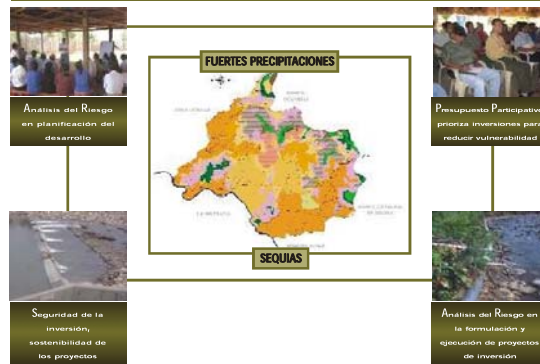 FUERTES PRECIPITACIONES
Análisis del Riesgo
en planificación del
desarrollo
Presupuesto Participativo
prioriza inversiones para
reducir vulnerabilidad
SEQUIAS
Seguridad de la
inversión,
sostenibilidad de
los proyectos
Análisis del Riesgo en
la formulación y
ejecución de proyectos
de inversión